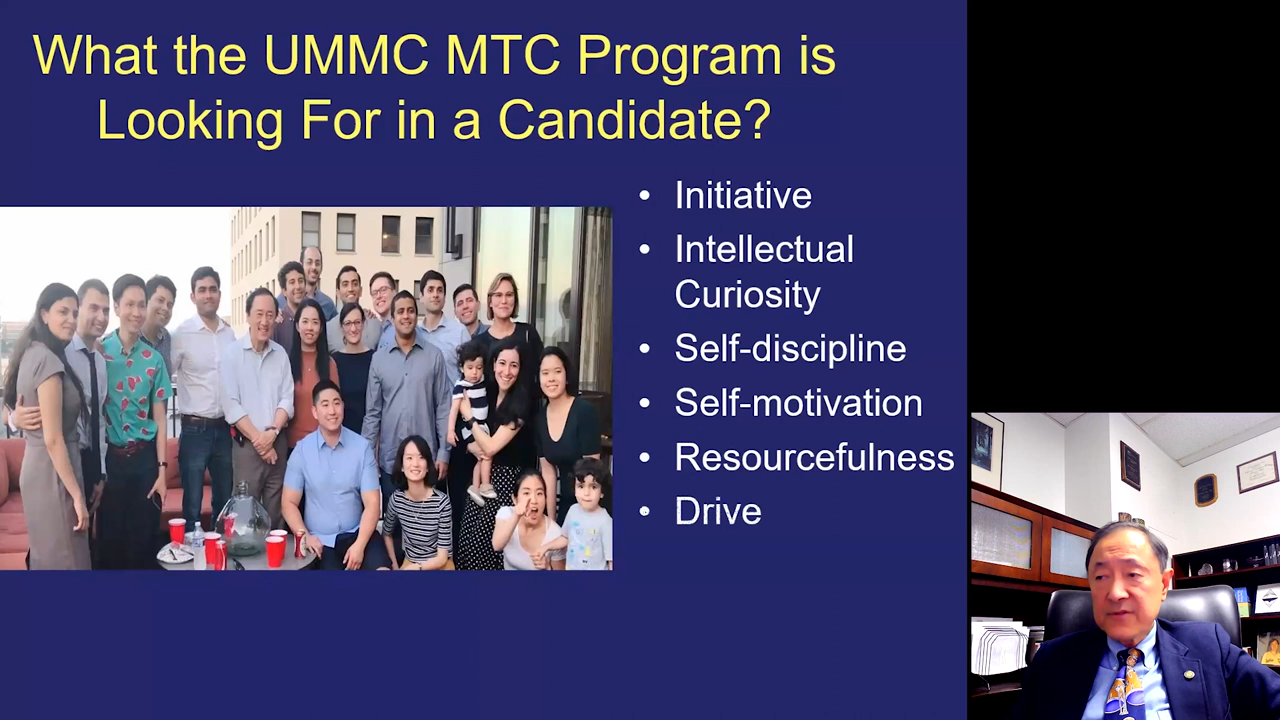 What the UMMC MTC Program is
Looking For in a Candidate?
• Initiative
• Intellectual
Curiosity
• Self-discipline
• Self-motivation
• Resourcefulness
• Drive